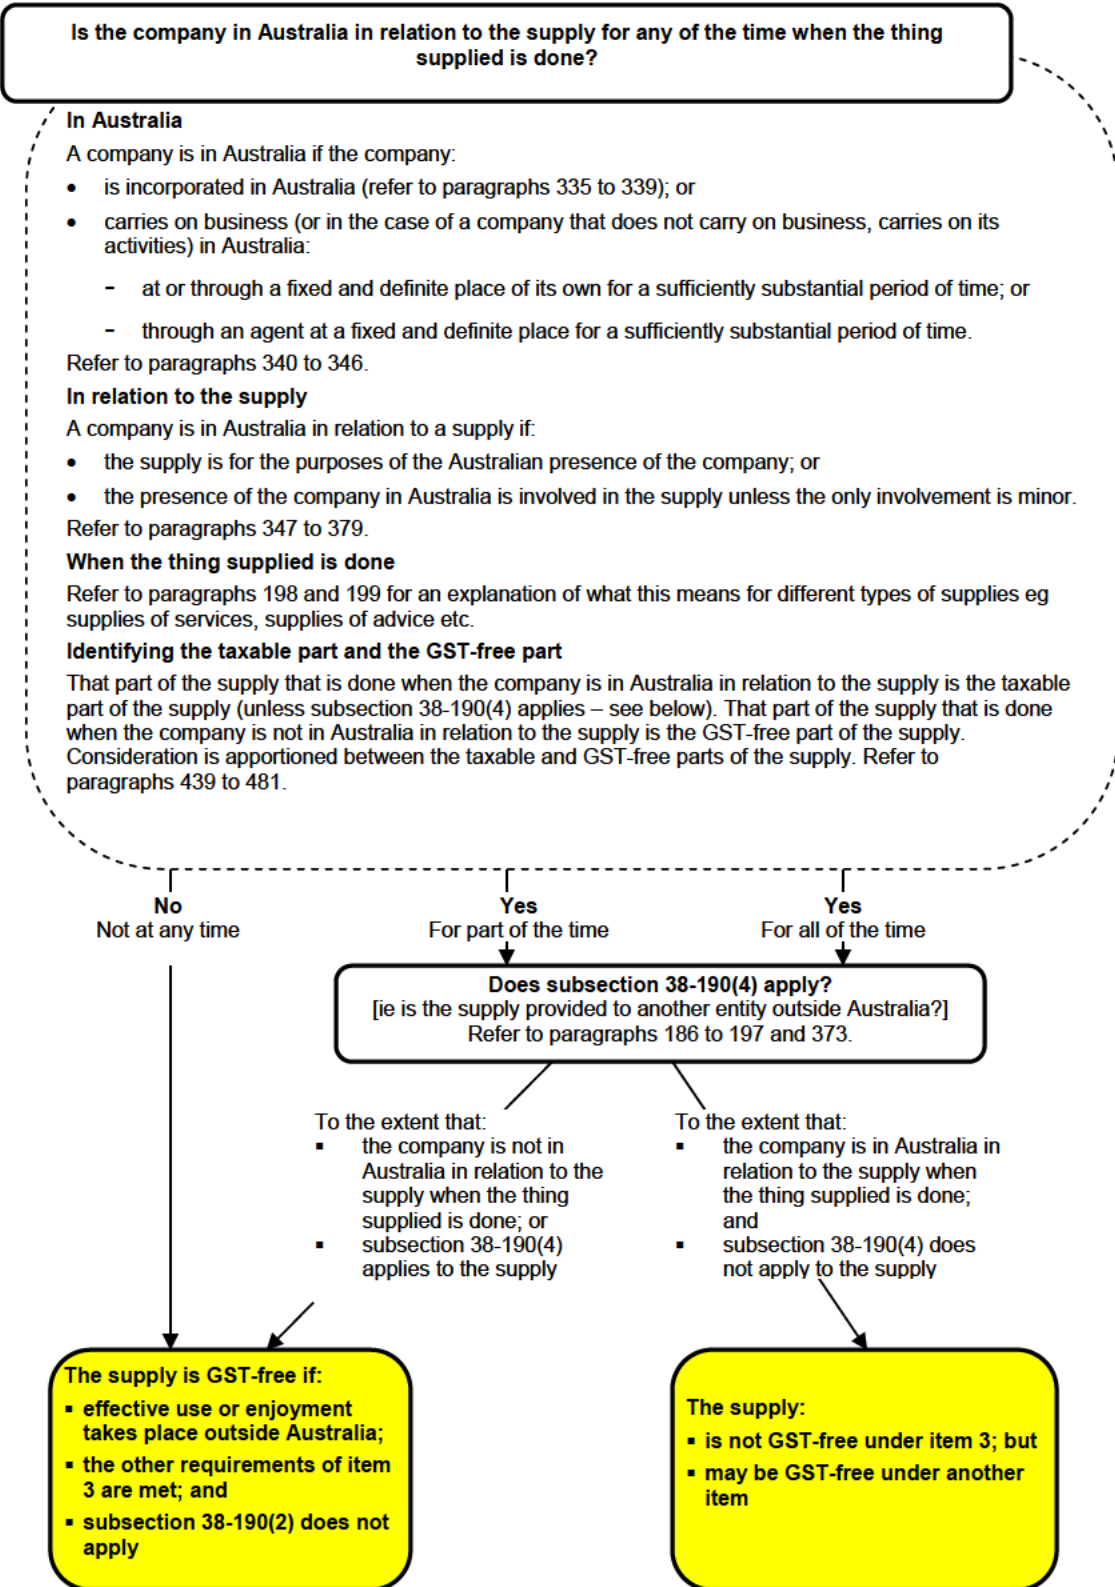 Is the company in Australia in relation to the supply for any of the time when the thing
supplied is done?
In Australia
A company is in Australia if the company:
• is incorporated in Australia (refer to paragraphs 335 to 339); or
• carries on business (or in the case of a company that does not carry on business, carries on its
activities) in Australia:
- at or through a fixed and definite place of its own for a sufficiently substantial period of time; or
- through an agent at a fixed and definite place for a sufficiently substantial period of time.
Refer to paragraphs 340 to 346.
In relation to the supply
A company is in Australia in relation to a supply if:
• the supply is for the purposes of the Australian presence of the company; or
• the presence of the company in Australia is involved in the supply unless the only involvement is minor.
Refer to paragraphs 347 to 379.
When the thing supplied is done
Refer to paragraphs 198 and 199 for an explanation of what this means for different types of supplies eg
supplies of services, supplies of advice etc.
Identifying the taxable part and the GST-free part
That part of the supply that is done when the company is in Australia in relation to the supply is the taxable
part of the supply (unless subsection 38-190(4) applies – see below). That part of the supply that is done
when the company is not in Australia in relation to the supply is the GST-free part of the supply.
Consideration is apportioned between the taxable and GST-free parts of the supply. Refer to
paragraphs 439 to 481.
No
Not at any time
Yes
For part of the time
Yes
For all of the time
Does subsection 38-190(4) apply?
[ie is the supply provided to another entity outside Australia?]
Refer to paragraphs 186 to 197 and 373.
To the extent that:
▪ the company is not in
Australia in relation to the
supply when the thing
supplied is done; or
▪ subsection 38-190(4)
applies to the supply
To the extent that:
▪ the company is in Australia in
relation to the supply when
the thing supplied is done;
and
▪ subsection 38-190(4) does
not apply to the supply
The supply is GST-free if:
▪ effective use or enjoyment
takes place outside Australia;
▪ the other requirements of item
3 are met; and
▪ subsection 38-190(2) does not
apply
The supply:
▪ is not GST-free under item 3; but
▪ may be GST-free under another
item